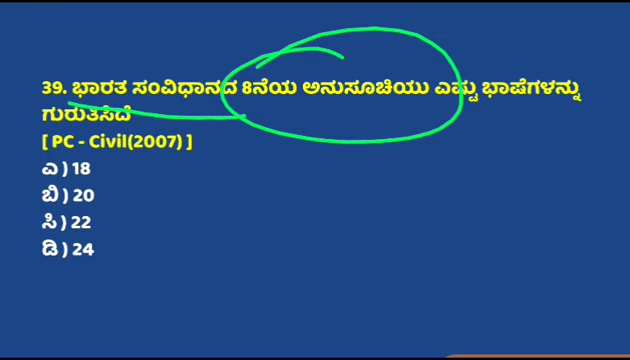 39. ಭಾರತ ಸಂವಿಧಾನದ 8ನೆಯ ಅನುಸೂಚಿಯು ಎಷ್ಟು ಭಾಷೆಗಳನ್ನು
ಗುರುತಿಸಿದೆ
[ PC - Civil(2007) ]
ಎ ) 18
ಬಿ ) 20
ಸಿ ) 22
ಡಿ ) 24